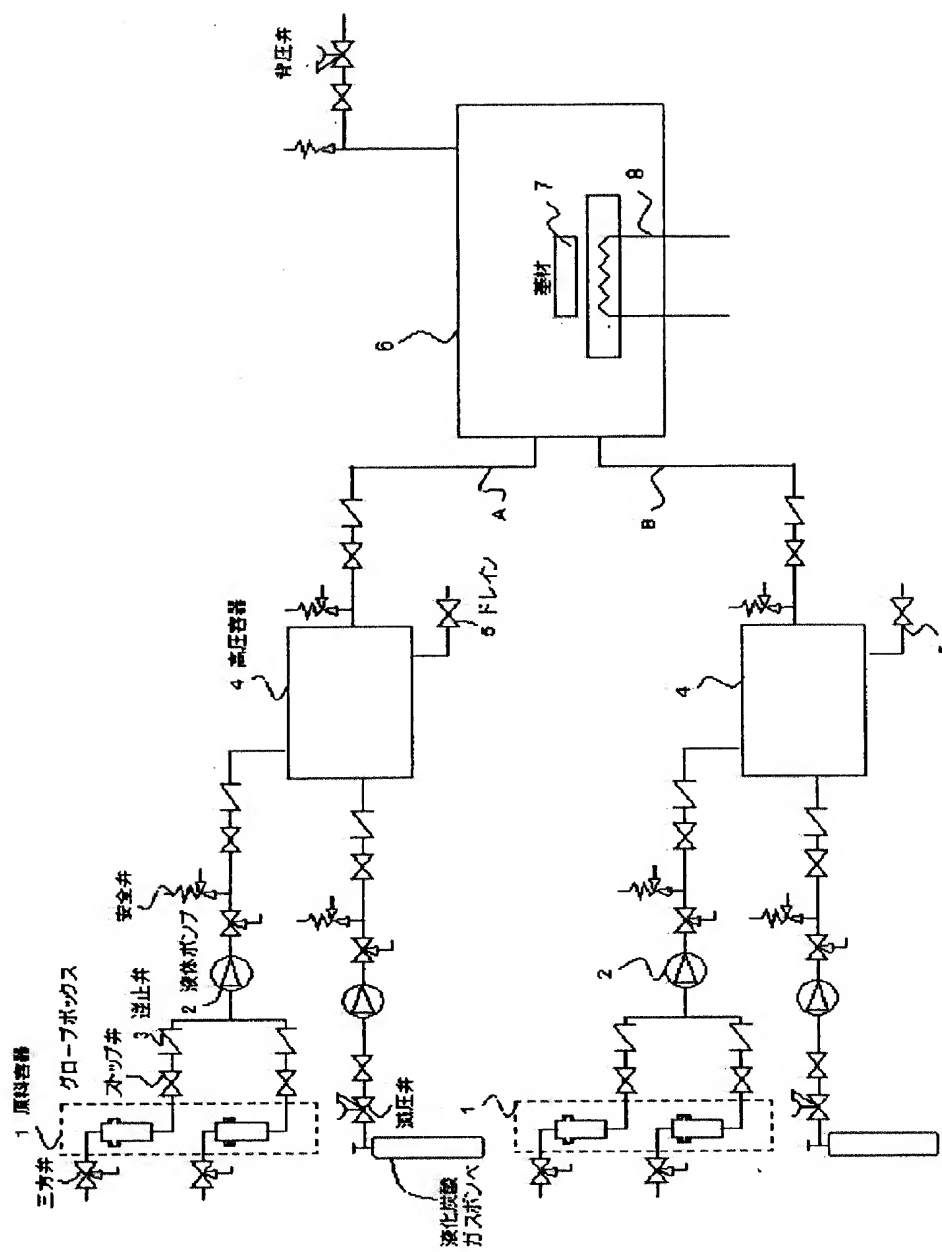 1 原料容器
グローブボックス
三方弁
ストップ弁
3 逆止弁
2 液体ポンプ
安全弁
4 高圧容器
5 ドレイン
背圧弁
6
基材
7
8
A
B
減圧弁
液化炭酸
ガスボンベ
1
2
4